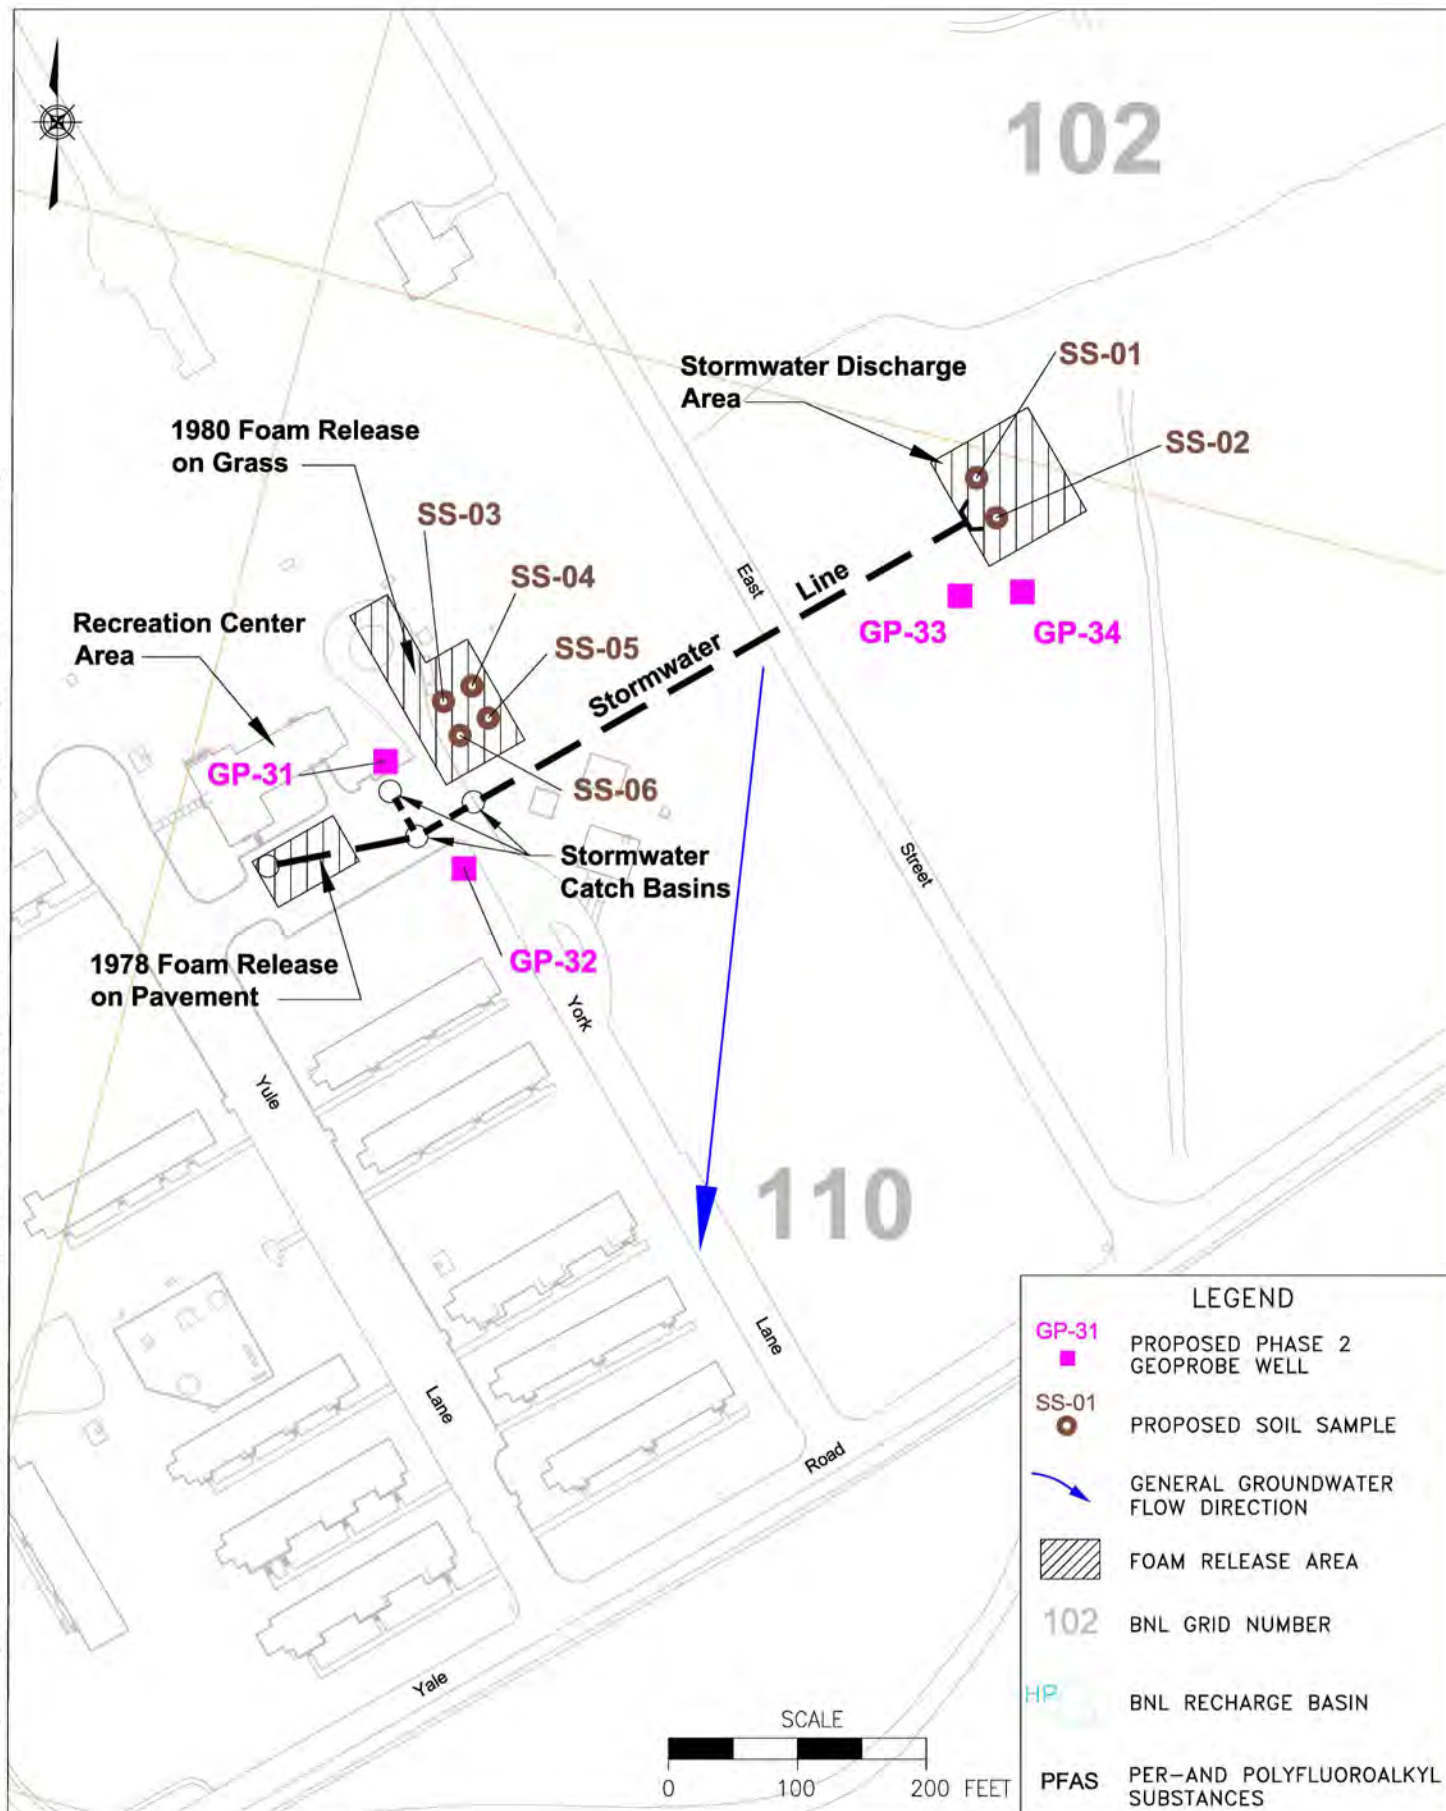 102
SS-01
Stormwater Discharge
Area
SS-02
1980 Foam Release
on Grass
SS-03
SS-04
East
Line
GP-33
GP-34
Recreation Center
Area
SS-05
Stormwater
GP-31
SS-06
Stormwater
Catch Basins
Street
1978 Foam Release
on Pavement
GP-32
York
Yule
110
Lane
Lane
Road
Yale
LEGEND
GP-31
PROPOSED PHASE 2
GEOPROBE WELL
SS-01
PROPOSED SOIL SAMPLE
GENERAL GROUNDWATER
FLOW DIRECTION
FOAM RELEASE AREA
102 BNL GRID NUMBER
HP BNL RECHARGE BASIN
PFAS PER-AND POLYFLUOROALKYL
SUBSTANCES
SCALE
0 100 200 FEET